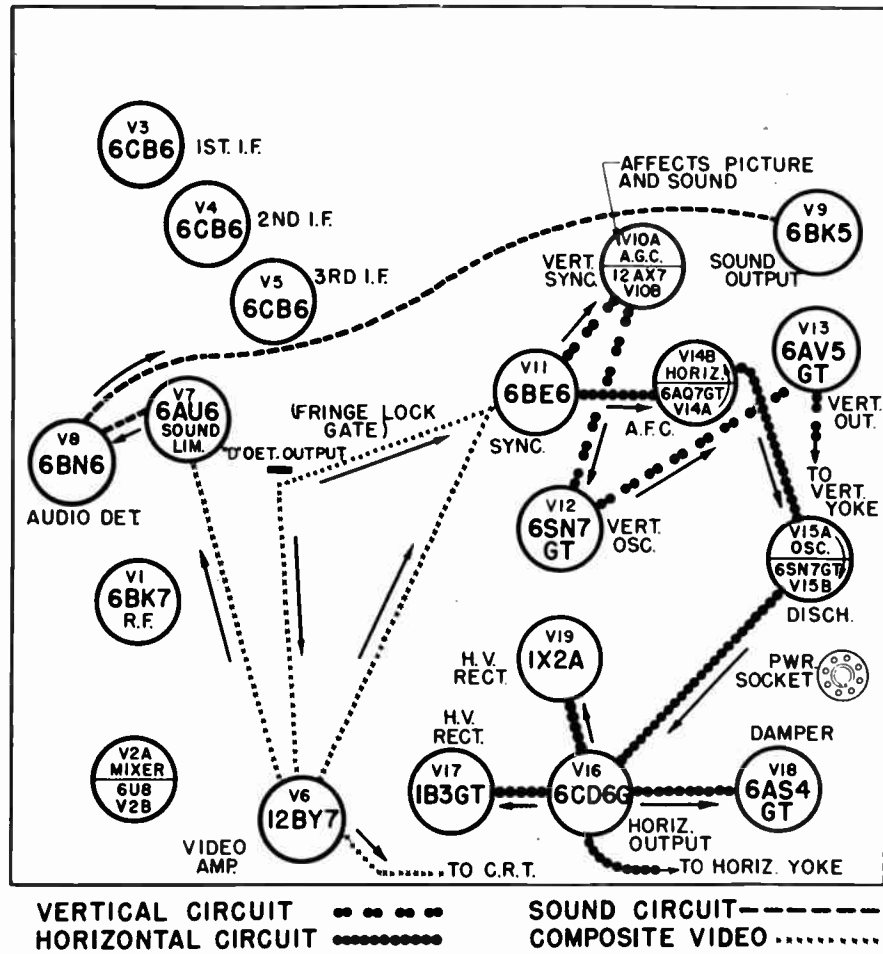 V3
6CB6
1ST. I.F.
V4
6CB6
2ND I.F.
V5
6CB6
3RD I.F.
AFFECTS PICTURE
AND SOUND
V10A
A.G.C.
12AX7
V10B
VERT.
SYNC.
V9
6BK5
SOUND
OUTPUT
V13
6AV5
GT
VERT.
OUT.
TO
VERT.
YOKE
V11
6BE6
SYNC.
V14B
HORIZ.
6AQ7GT
V14A
A.F.C.
V7
6AU6
SOUND
LIM.
(FRINGE LOCK
GATE)
"D" DET. OUTPUT
V8
6BN6
AUDIO DET.
V12
6SN7
GT
VERT.
OSC.
V15A
OSC.
6SN7GT
V15B
DISCH.
V1
6BK7
R.F.
V19
1X2A
H.V.
RECT.
PWR.
SOCKET
V2A
MIXER
6U8
V2B
V6
12BY7
VIDEO
AMP.
TO C.R.T.
H.V.
RECT.
V17
1B3GT
V16
6CD6G
HORIZ.
OUTPUT
TO HORIZ. YOKE
DAMPER
V18
6AS4
GT
VERTICAL CIRCUIT
SOUND CIRCUIT
HORIZONTAL CIRCUIT
COMPOSITE VIDEO